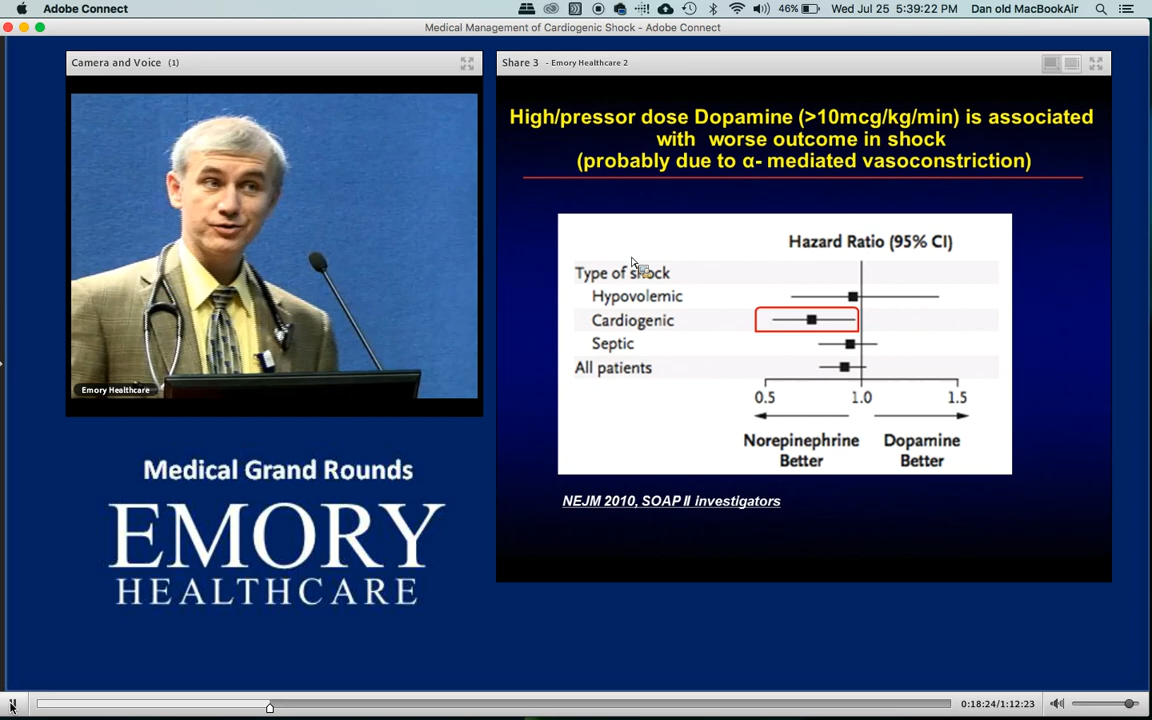 Adobe Connect
46%
Wed Jul 25 5:39:22 PM
Dan old MacBookAir
Medical Management of Cardiogenic Shock - Adobe Connect
Camera and Voice (1)
Share 3 - Emory Healthcare 2
Emory Healthcare
Medical Grand Rounds
EMORY
HEALTHCARE
High/pressor dose Dopamine (>10mcg/kg/min) is associated
with worse outcome in shock
(probably due to α- mediated vasoconstriction)
Hazard Ratio (95% CI)
Type of shock
Hypovolemic
Cardiogenic
Septic
All patients
0.5 1.0 1.5
Norepinephrine Dopamine
Better Better
NEJM 2010, SOAP II investigators
0:18:24/1:12:23